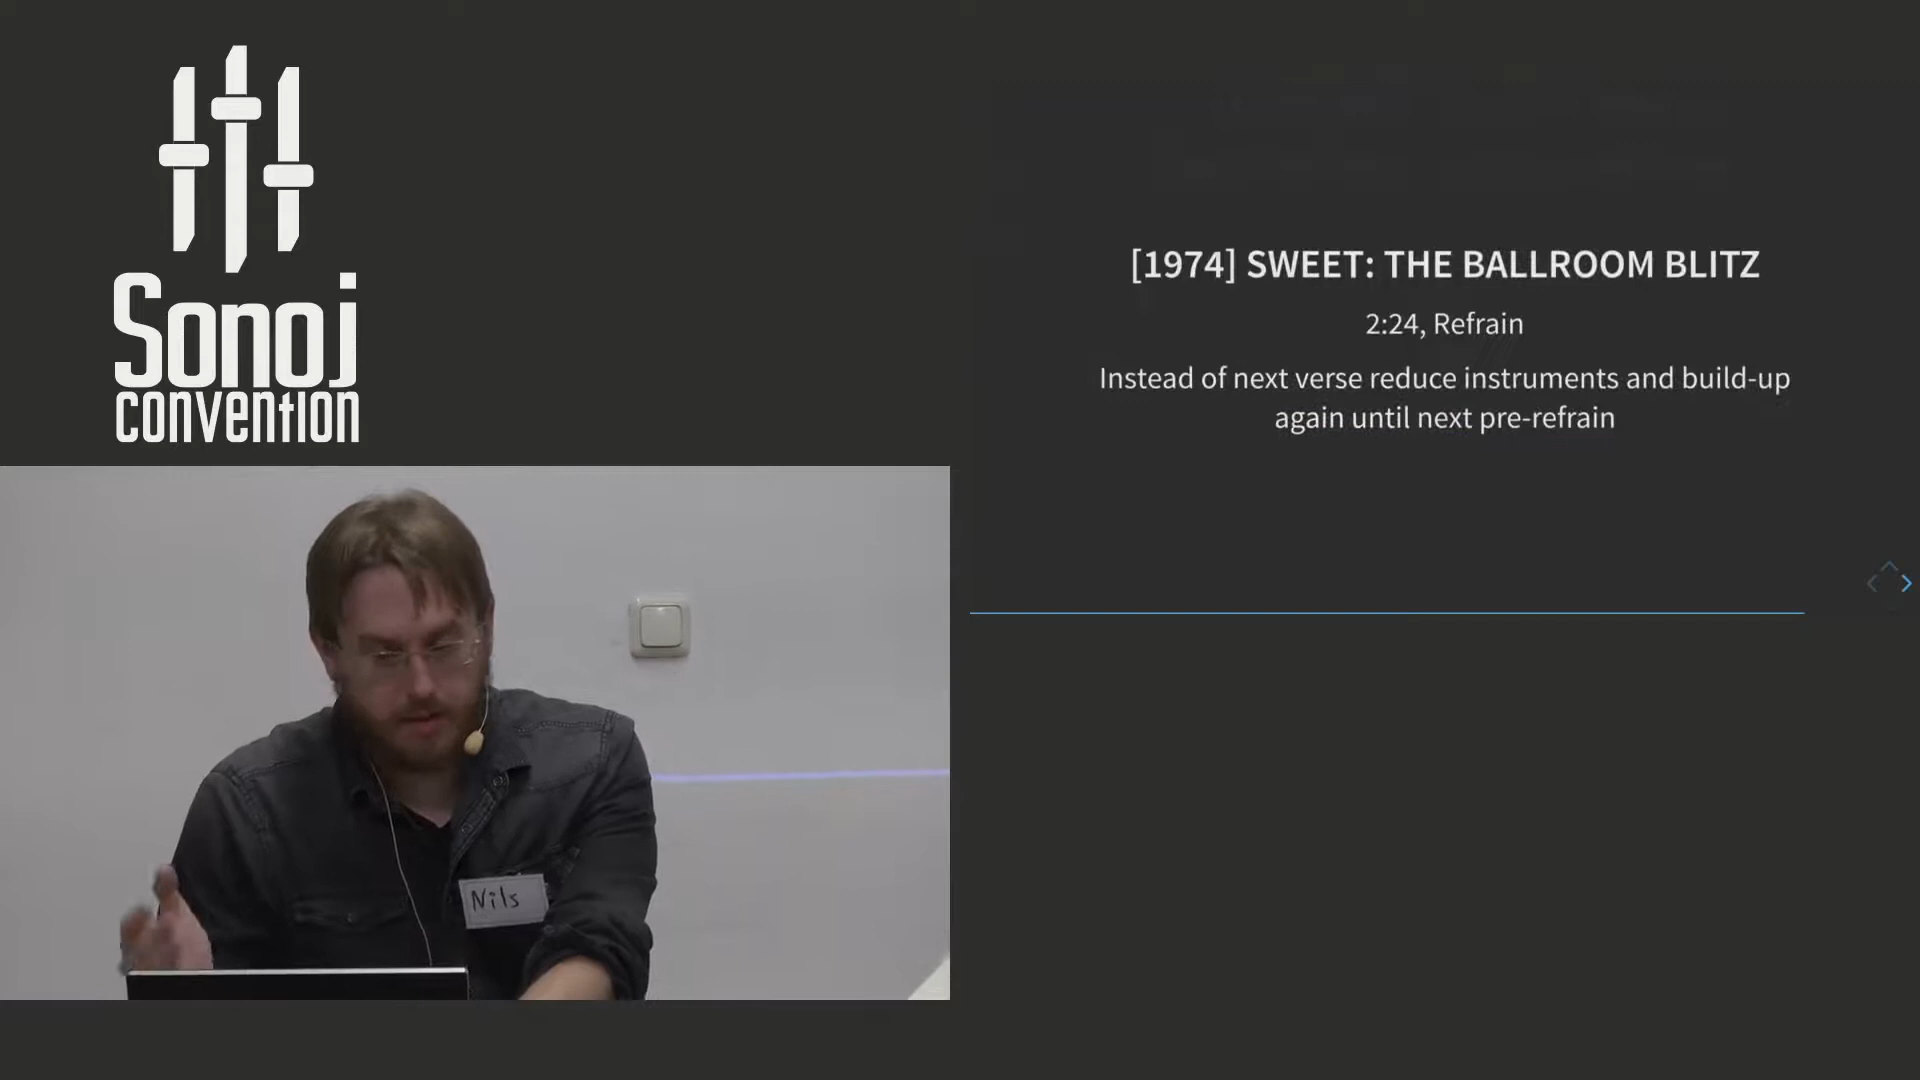 Sonoj
convention
[1974] SWEET: THE BALLROOM BLITZ
2:24, Refrain
Instead of next verse reduce instruments and build-up
again until next pre-refrain
Nils